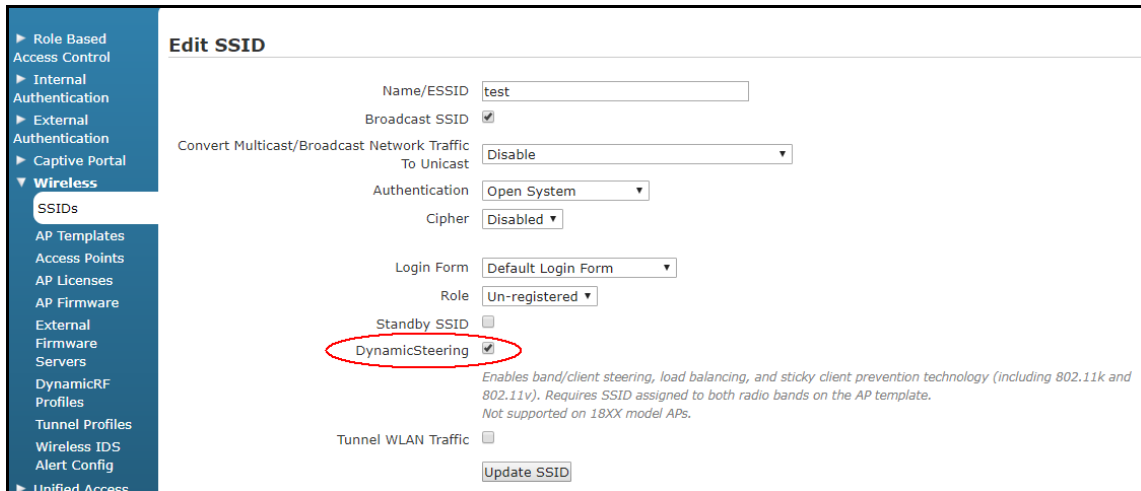 ▶ Role Based
Access Control
▶ Internal
Authentication
▶ External
Authentication
▶ Captive Portal
▼ Wireless
SSIDs
AP Templates
Access Points
AP Licenses
AP Firmware
External
Firmware
Servers
DynamicRF
Profiles
Tunnel Profiles
Wireless IDS
Alert Config
▶ Unified Access
Edit SSID
Name/ESSID test
Broadcast SSID
Convert Multicast/Broadcast Network Traffic
To Unicast Disable
Authentication Open System
Cipher Disabled
Login Form Default Login Form
Role Un-registered
Standby SSID
DynamicSteering
Enables band/client steering, load balancing, and sticky client prevention technology (including 802.11k and
802.11v). Requires SSID assigned to both radio bands on the AP template.
Not supported on 18XX model APs.
Tunnel WLAN Traffic
Update SSID